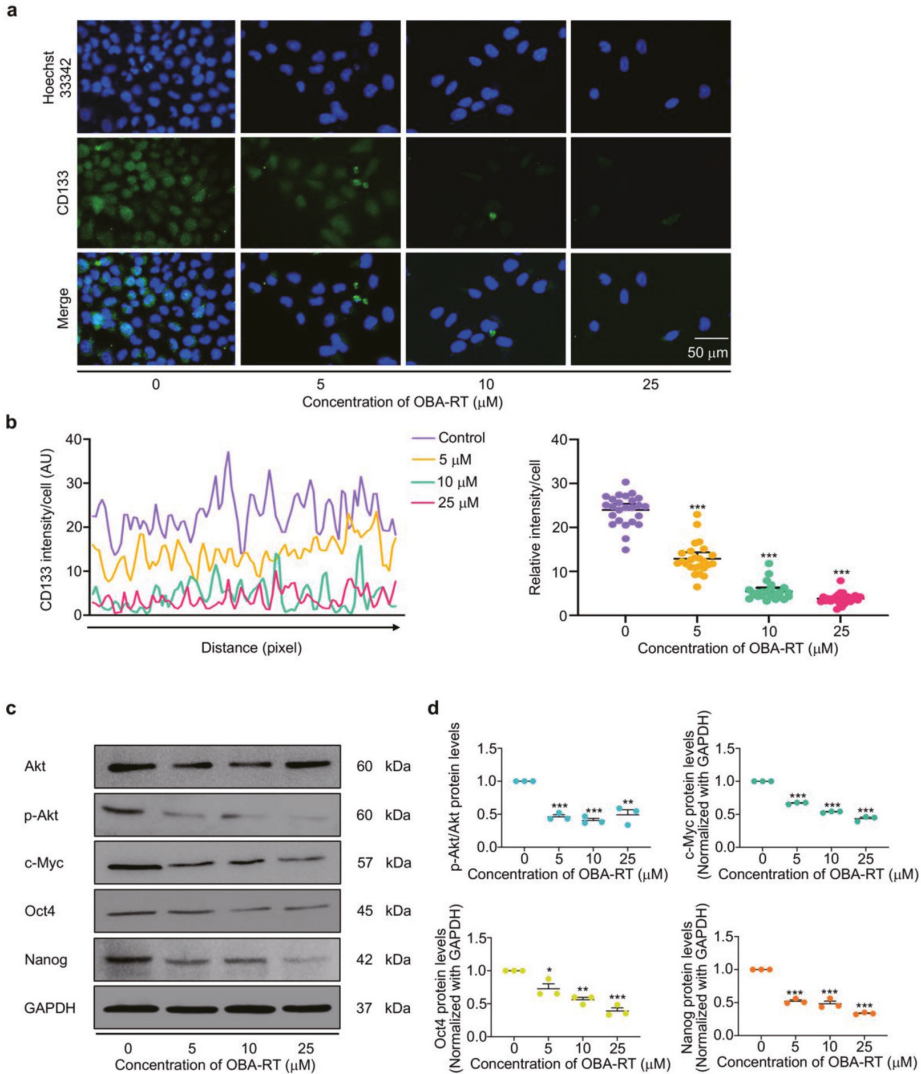 a
Hoechst
33342
CD133
Merge
50 μm
0 5 10 25
Concentration of OBA-RT (μM)
b
CD133 intensity/cell (AU)
40
30
20
10
0
Distance (pixel)
Control
5 μM
10 μM
25 μM
Relative intensity/cell
40
30
20
10
0
***
***
***
0 5 10 25
Concentration of OBA-RT (μM)
c
Akt 60 kDa
p-Akt 60 kDa
c-Myc 57 kDa
Oct4 45 kDa
Nanog 42 kDa
GAPDH 37 kDa
0 5 10 25
Concentration of OBA-RT (μM)
d
p-Akt/Akt protein levels
1.5
1.0
0.5
0.0
*** *** **
0 5 10 25
Concentration of OBA-RT (μM)
c-Myc protein levels
(Normalized with GAPDH)
1.5
1.0
0.5
0.0
*** *** ***
0 5 10 25
Concentration of OBA-RT (μM)
Oct4 protein levels
(Normalized with GAPDH)
1.5
1.0
0.5
0.0
* ** ***
0 5 10 25
Concentration of OBA-RT (μM)
Nanog protein levels
(Normalized with GAPDH)
1.5
1.0
0.5
0.0
*** *** ***
0 5 10 25
Concentration of OBA-RT (μM)